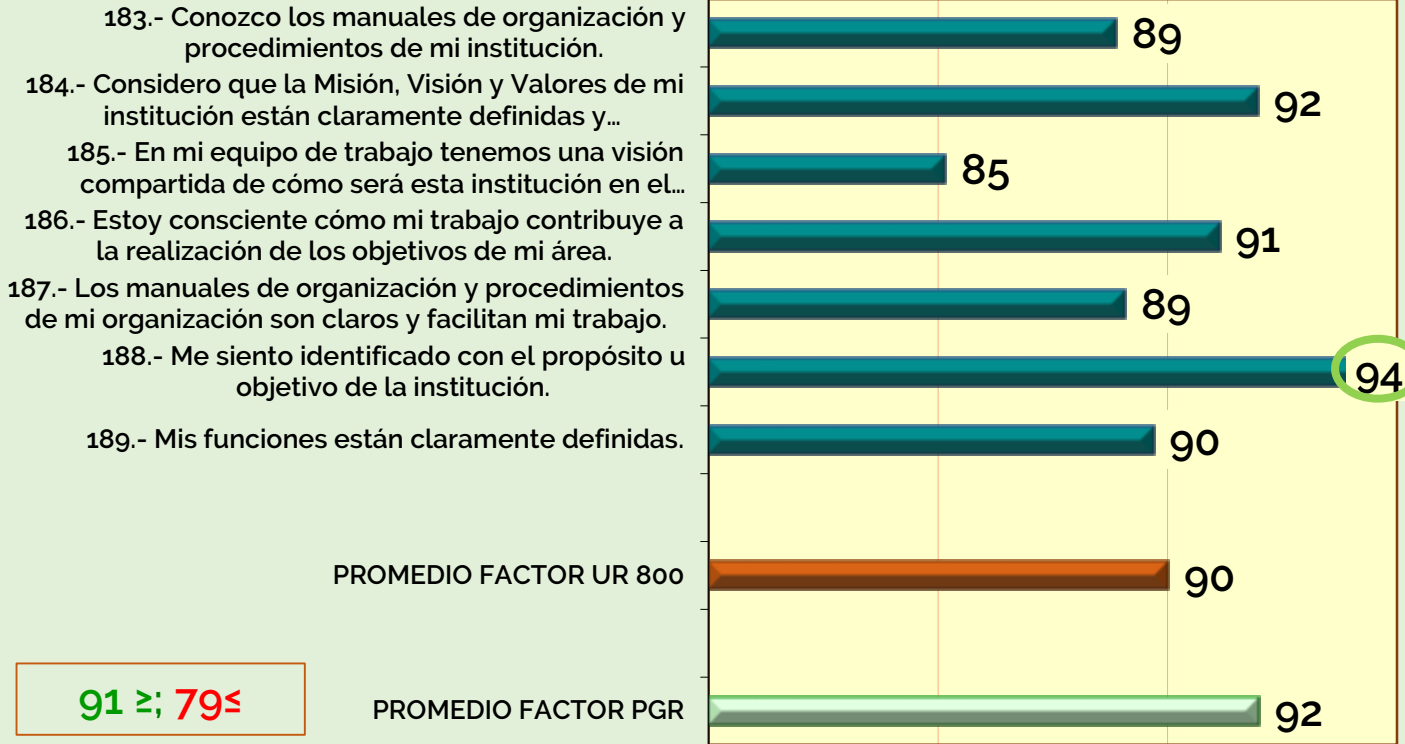 183.- Conozco los manuales de organización y
procedimientos de mi institución.
89
184.- Considero que la Misión, Visión y Valores de mi
institución están claramente definidas y…
92
185.- En mi equipo de trabajo tenemos una visión
compartida de cómo será esta institución en el…
85
186.- Estoy consciente cómo mi trabajo contribuye a
la realización de los objetivos de mi área.
91
187.- Los manuales de organización y procedimientos
de mi organización son claros y facilitan mi trabajo.
89
188.- Me siento identificado con el propósito u
objetivo de la institución.
94
189.- Mis funciones están claramente definidas.
90
PROMEDIO FACTOR UR 800
90
91 ≥; 79≤
PROMEDIO FACTOR PGR
92